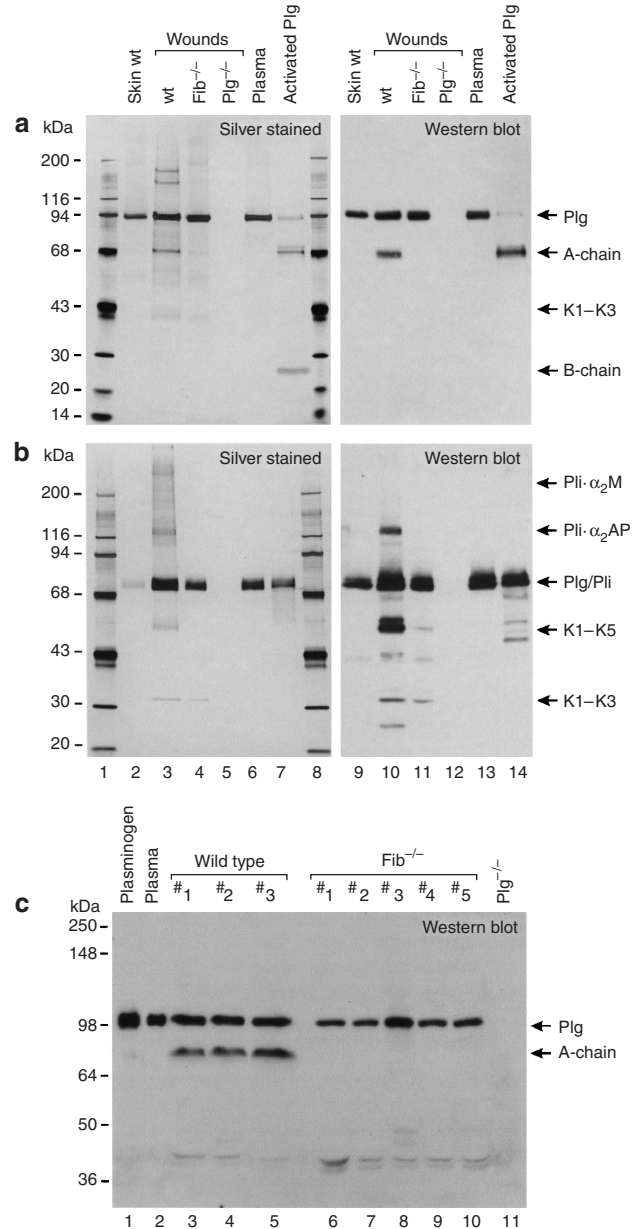 Wounds Wounds
Skin wt wt Fib−/− Plg−/− Plasma Activated Plg Skin wt wt Fib−/− Plg−/− Plasma Activated Plg
a kDa Silver stained Western blot
200
116
94 Plg
68 A-chain
43 K1–K3
30 B-chain
20
14
b kDa Silver stained Western blot
200 Pli·α2M
116 Pli·α2AP
94
68 Plg/Pli
43 K1–K5
30 K1–K3
20
1 2 3 4 5 6 7 8 9 10 11 12 13 14
Plasminogen Plasma Wild type Fib−/− Plg−/−
#1 #2 #3 #1 #2 #3 #4 #5
c kDa Western blot
250
148
98 Plg
A-chain
64
50
36
1 2 3 4 5 6 7 8 9 10 11